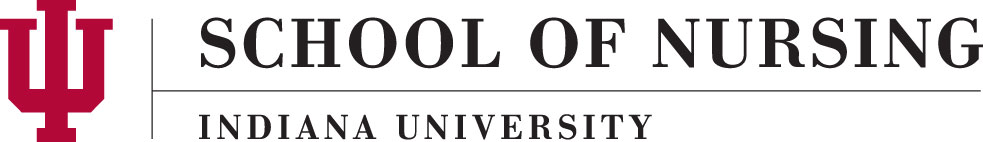 SCHOOL OF NURSING
INDIANA UNIVERSITY